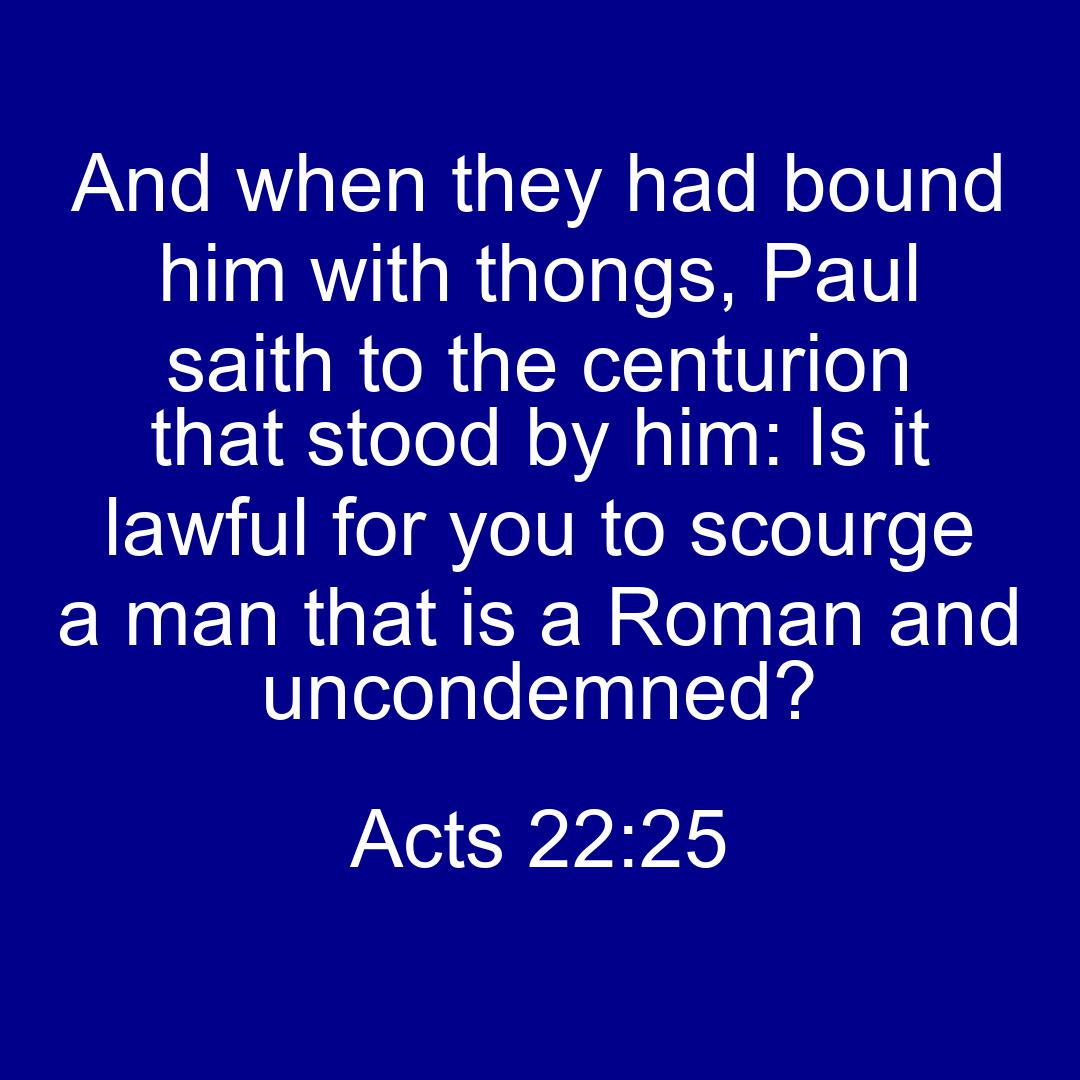 And when they had bound
him with thongs, Paul
saith to the centurion
that stood by him: Is it
lawful for you to scourge
a man that is a Roman and
uncondemned?
Acts 22:25